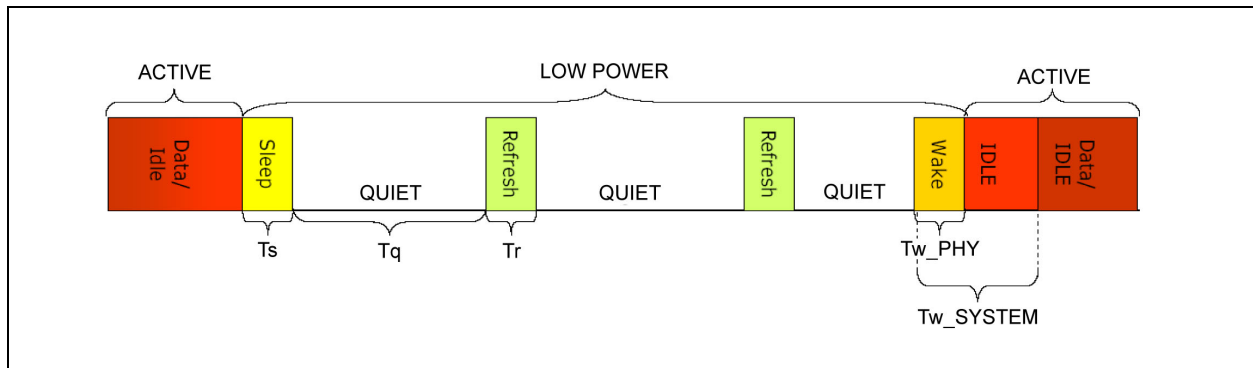 ACTIVE
LOW POWER
ACTIVE
Data/
Idle
Sleep
QUIET
Refresh
QUIET
Refresh
QUIET
Wake
IDLE
Data/
IDLE
Ts
Tq
Tr
Tw_PHY
Tw_SYSTEM